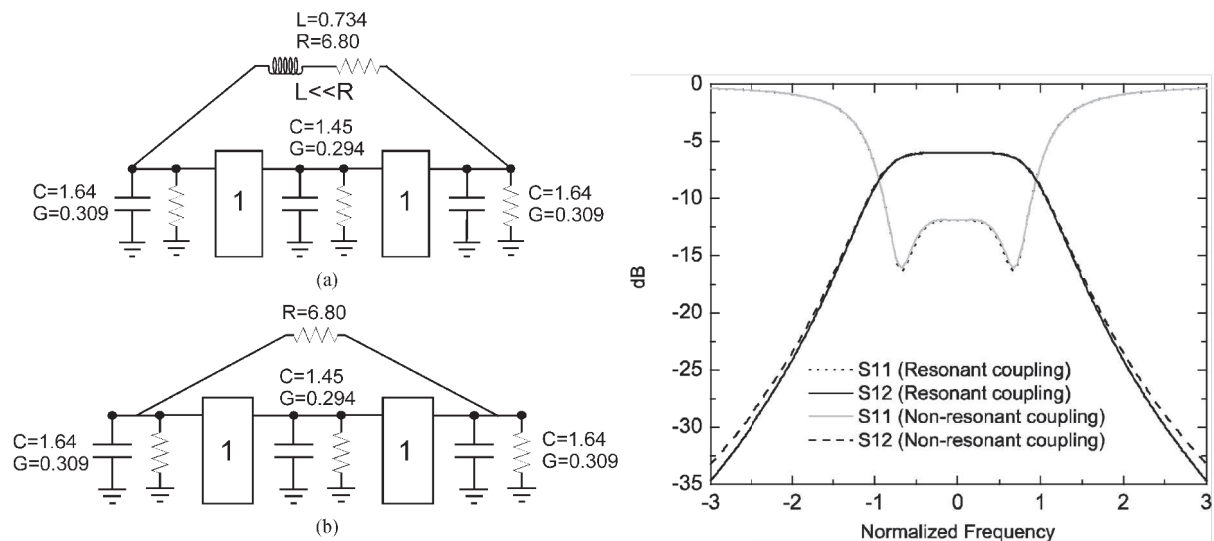 L=0.734
R=6.80
L<<R
C=1.45
G=0.294
C=1.64
G=0.309
1
1
C=1.64
G=0.309
(a)
R=6.80
C=1.45
G=0.294
C=1.64
G=0.309
1
1
C=1.64
G=0.309
(b)
0
-5
-10
-15
-20
-25
-30
-35
dB
S11 (Resonant coupling)
S12 (Resonant coupling)
S11 (Non-resonant coupling)
S12 (Non-resonant coupling)
-3 -2 -1 0 1 2 3
Normalized Frequency